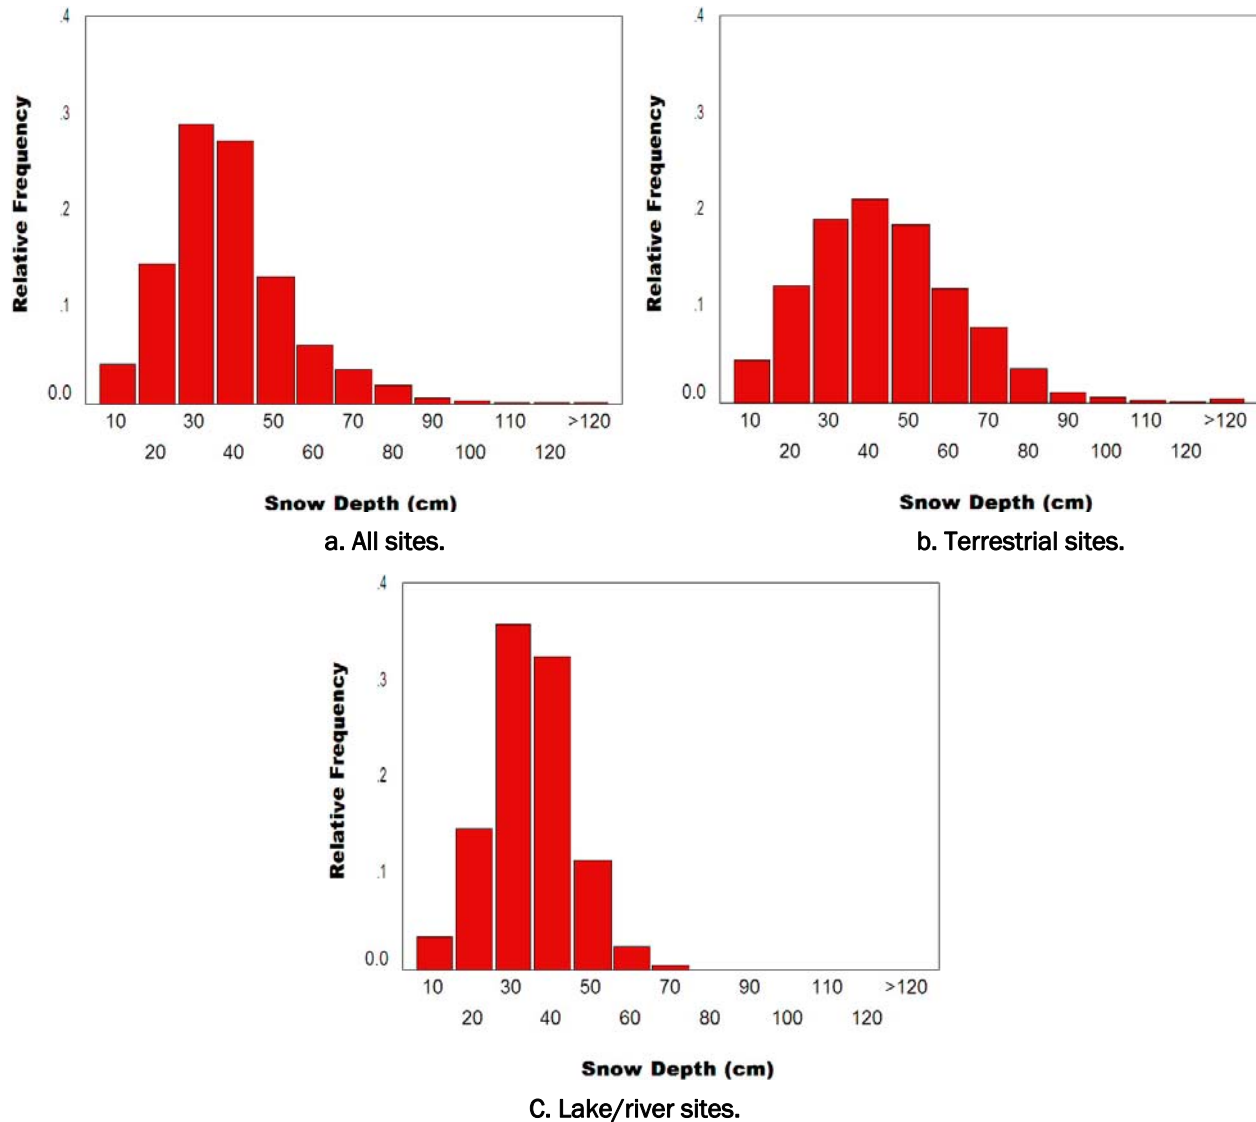 .4
.3
.2
.1
0.0
Relative Frequency
10 30 50 70 90 110 >120
20 40 60 80 100 120
Snow Depth (cm)
a. All sites.
.4
.3
.2
.1
0.0
Relative Frequency
10 30 50 70 90 110 >120
20 40 60 80 100 120
Snow Depth (cm)
b. Terrestrial sites.
.4
.3
.2
.1
0.0
Relative Frequency
10 30 50 70 90 110 >120
20 40 60 80 100 120
Snow Depth (cm)
C. Lake/river sites.